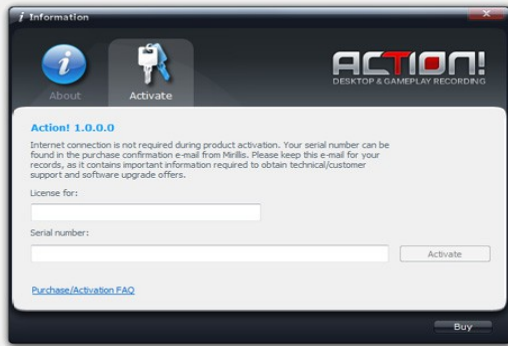 i Information
About
Activate
ACTION!
DESKTOP & GAMEPLAY RECORDING
Action! 1.0.0.0
Internet connection is not required during product activation. Your serial number can be
found in the purchase confirmation e-mail from Mirillis. Please keep this e-mail for your
records, as it contains important information required to obtain technical/customer
support and software upgrade offers.
License for:
Serial number:
Activate
Purchase/Activation FAQ
Buy